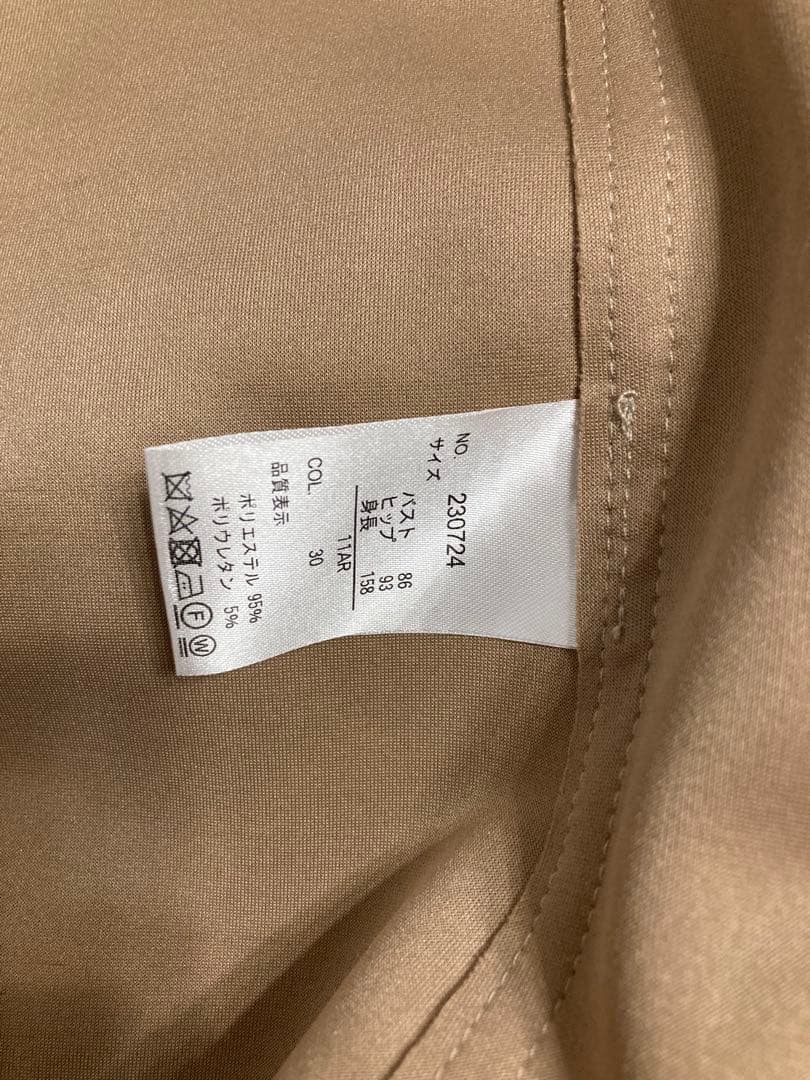 NO. 230724
サイズ
バスト 86
ヒップ 93
身長 158
11AR
COL. 30
品質表示
ポリエステル 95%
ポリウレタン 5%
F W